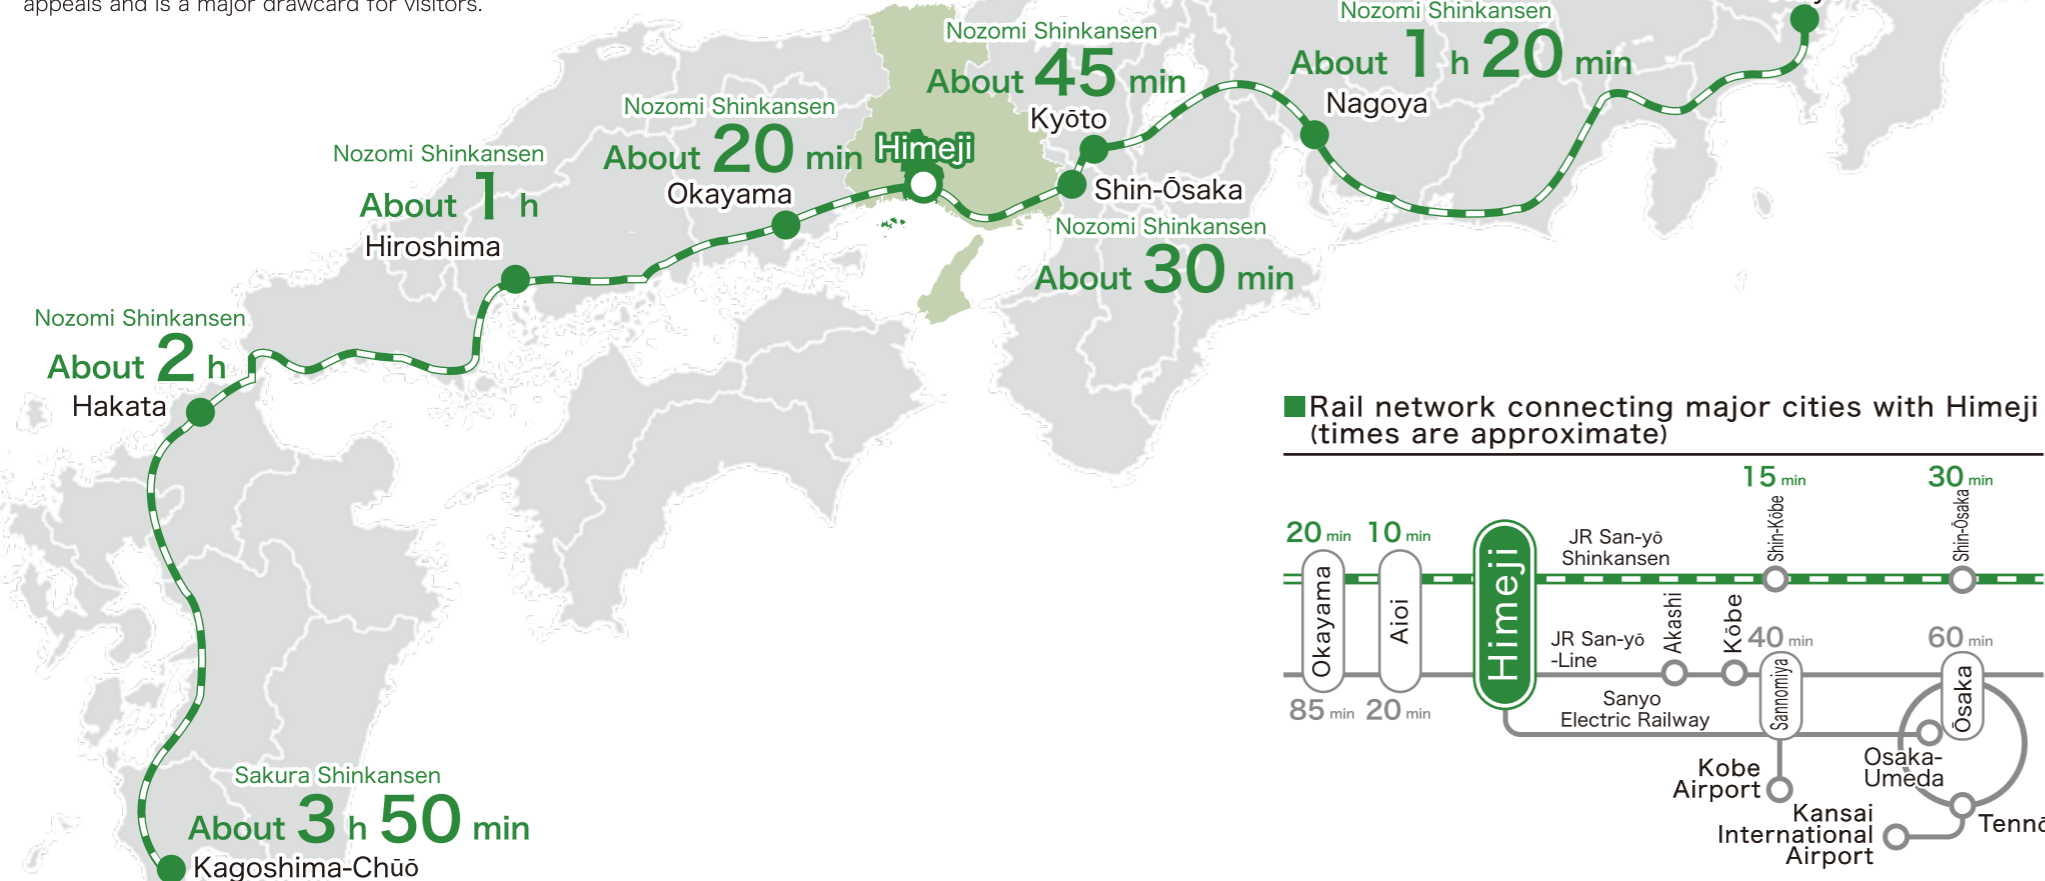 appeals and is a major drawcard for visitors.
Nozomi Shinkansen
About 1 h 20 min
Nagoya
Nozomi Shinkansen
About 45 min
Kyōto
Nozomi Shinkansen
About 20 min
Okayama
Himeji
Shin-Ōsaka
Nozomi Shinkansen
About 30 min
Nozomi Shinkansen
About 1 h
Hiroshima
Nozomi Shinkansen
About 2 h
Hakata
Sakura Shinkansen
About 3 h 50 min
Kagoshima-Chūō
■Rail network connecting major cities with Himeji
(times are approximate)
15 min
30 min
Shin-Kōbe
Shin-Ōsaka
20 min
10 min
JR San-yō
Shinkansen
Okayama
Aioi
Himeji
JR San-yō
-Line
Akashi
Kōbe
40 min
60 min
Sannomiya
Ōsaka
85 min
20 min
Sanyo
Electric Railway
Osaka-
Umeda
Kobe
Airport
Kansai
International
Airport